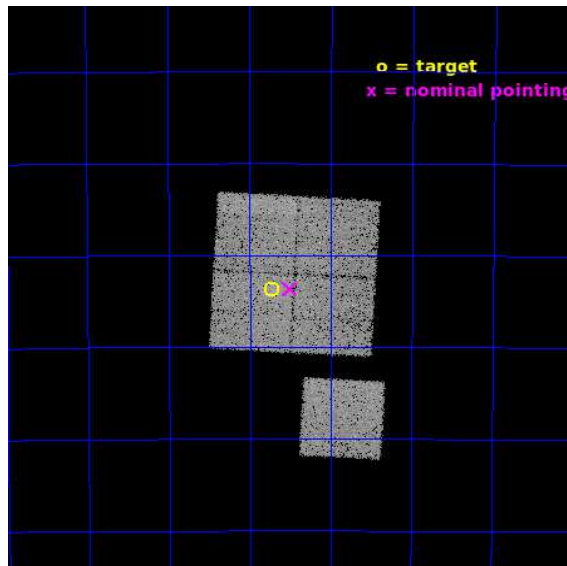 o = target
x = nominal pointing